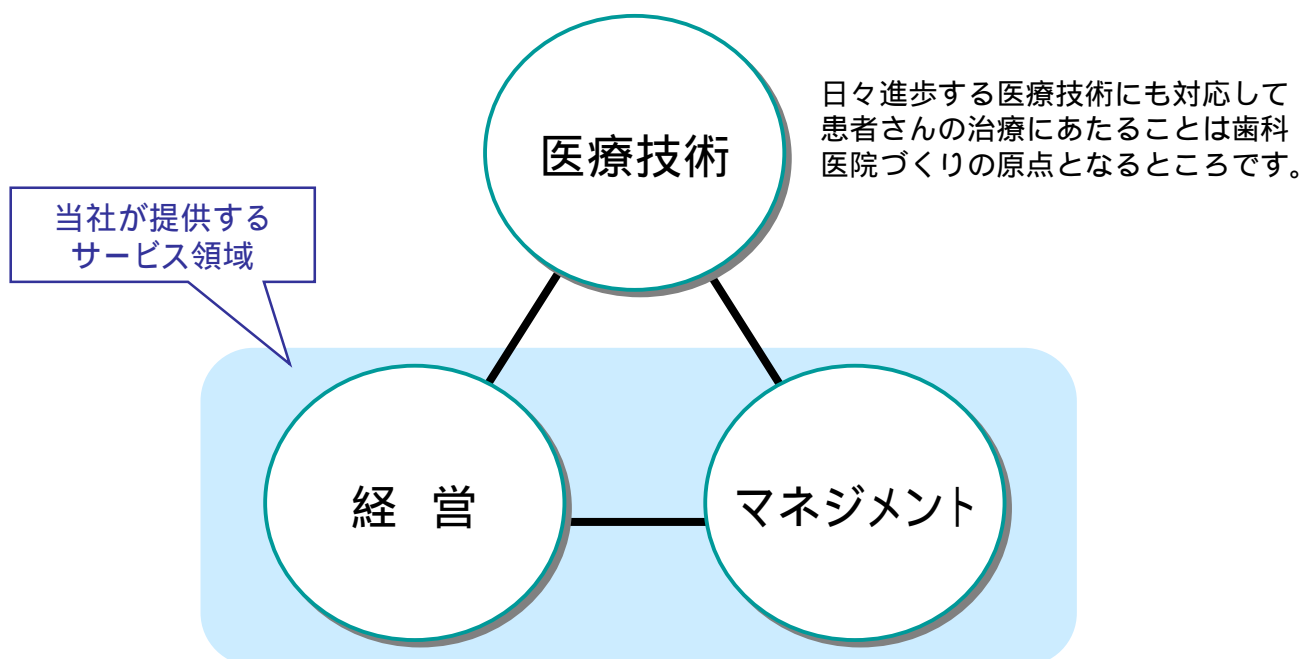 医療技術
日々進歩する医療技術にも対応して
患者さんの治療にあたることは歯科
医院づくりの原点となるところです。
当社が提供する
サービス領域
経 営
マネジメント